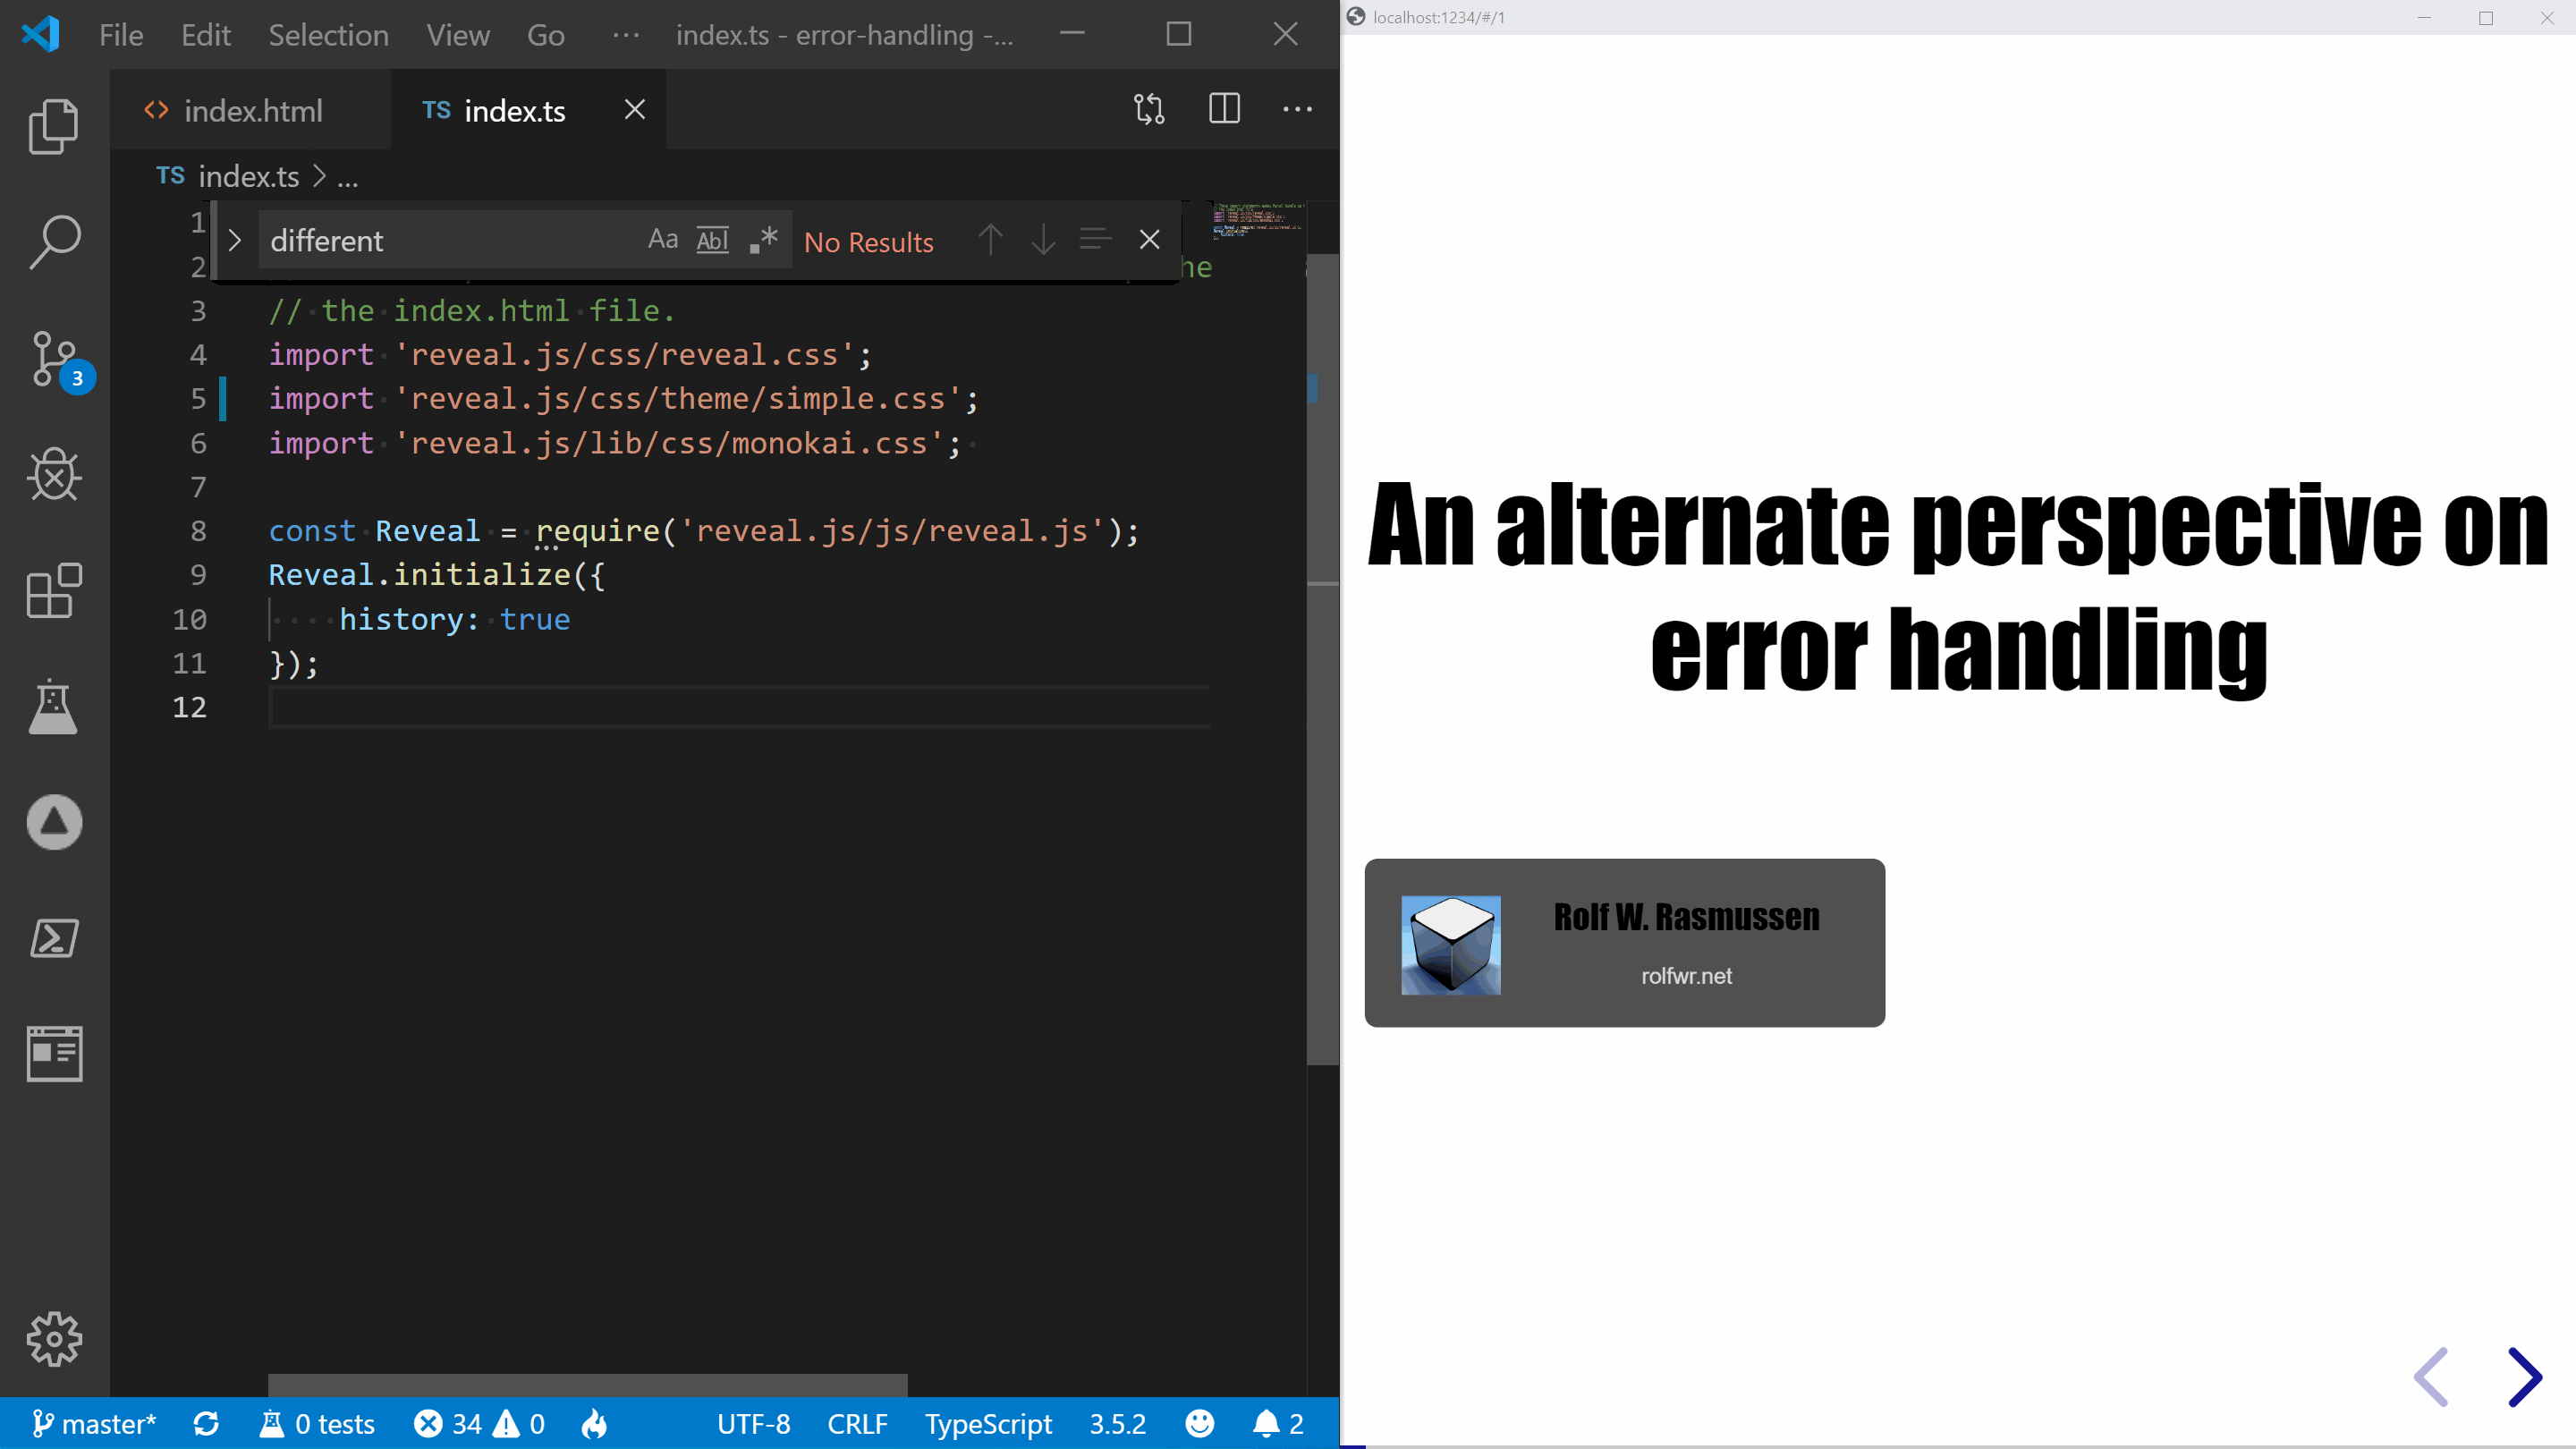 File Edit Selection View Go ··· index.ts - error-handling -...
index.html
TS index.ts
TS index.ts > ...
different Aa Abl .* No Results
1
2 he
3 // the index.html file.
4 import 'reveal.js/css/reveal.css';
5 import 'reveal.js/css/theme/simple.css';
6 import 'reveal.js/lib/css/monokai.css';
7
8 const Reveal = require('reveal.js/js/reveal.js');
9 Reveal.initialize({
10 history: true
11 });
12
3
master* 0 tests 34 0 UTF-8 CRLF TypeScript 3.5.2 2
localhost:1234/#/1
An alternate perspective on
error handling
Rolf W. Rasmussen
rolfwr.net